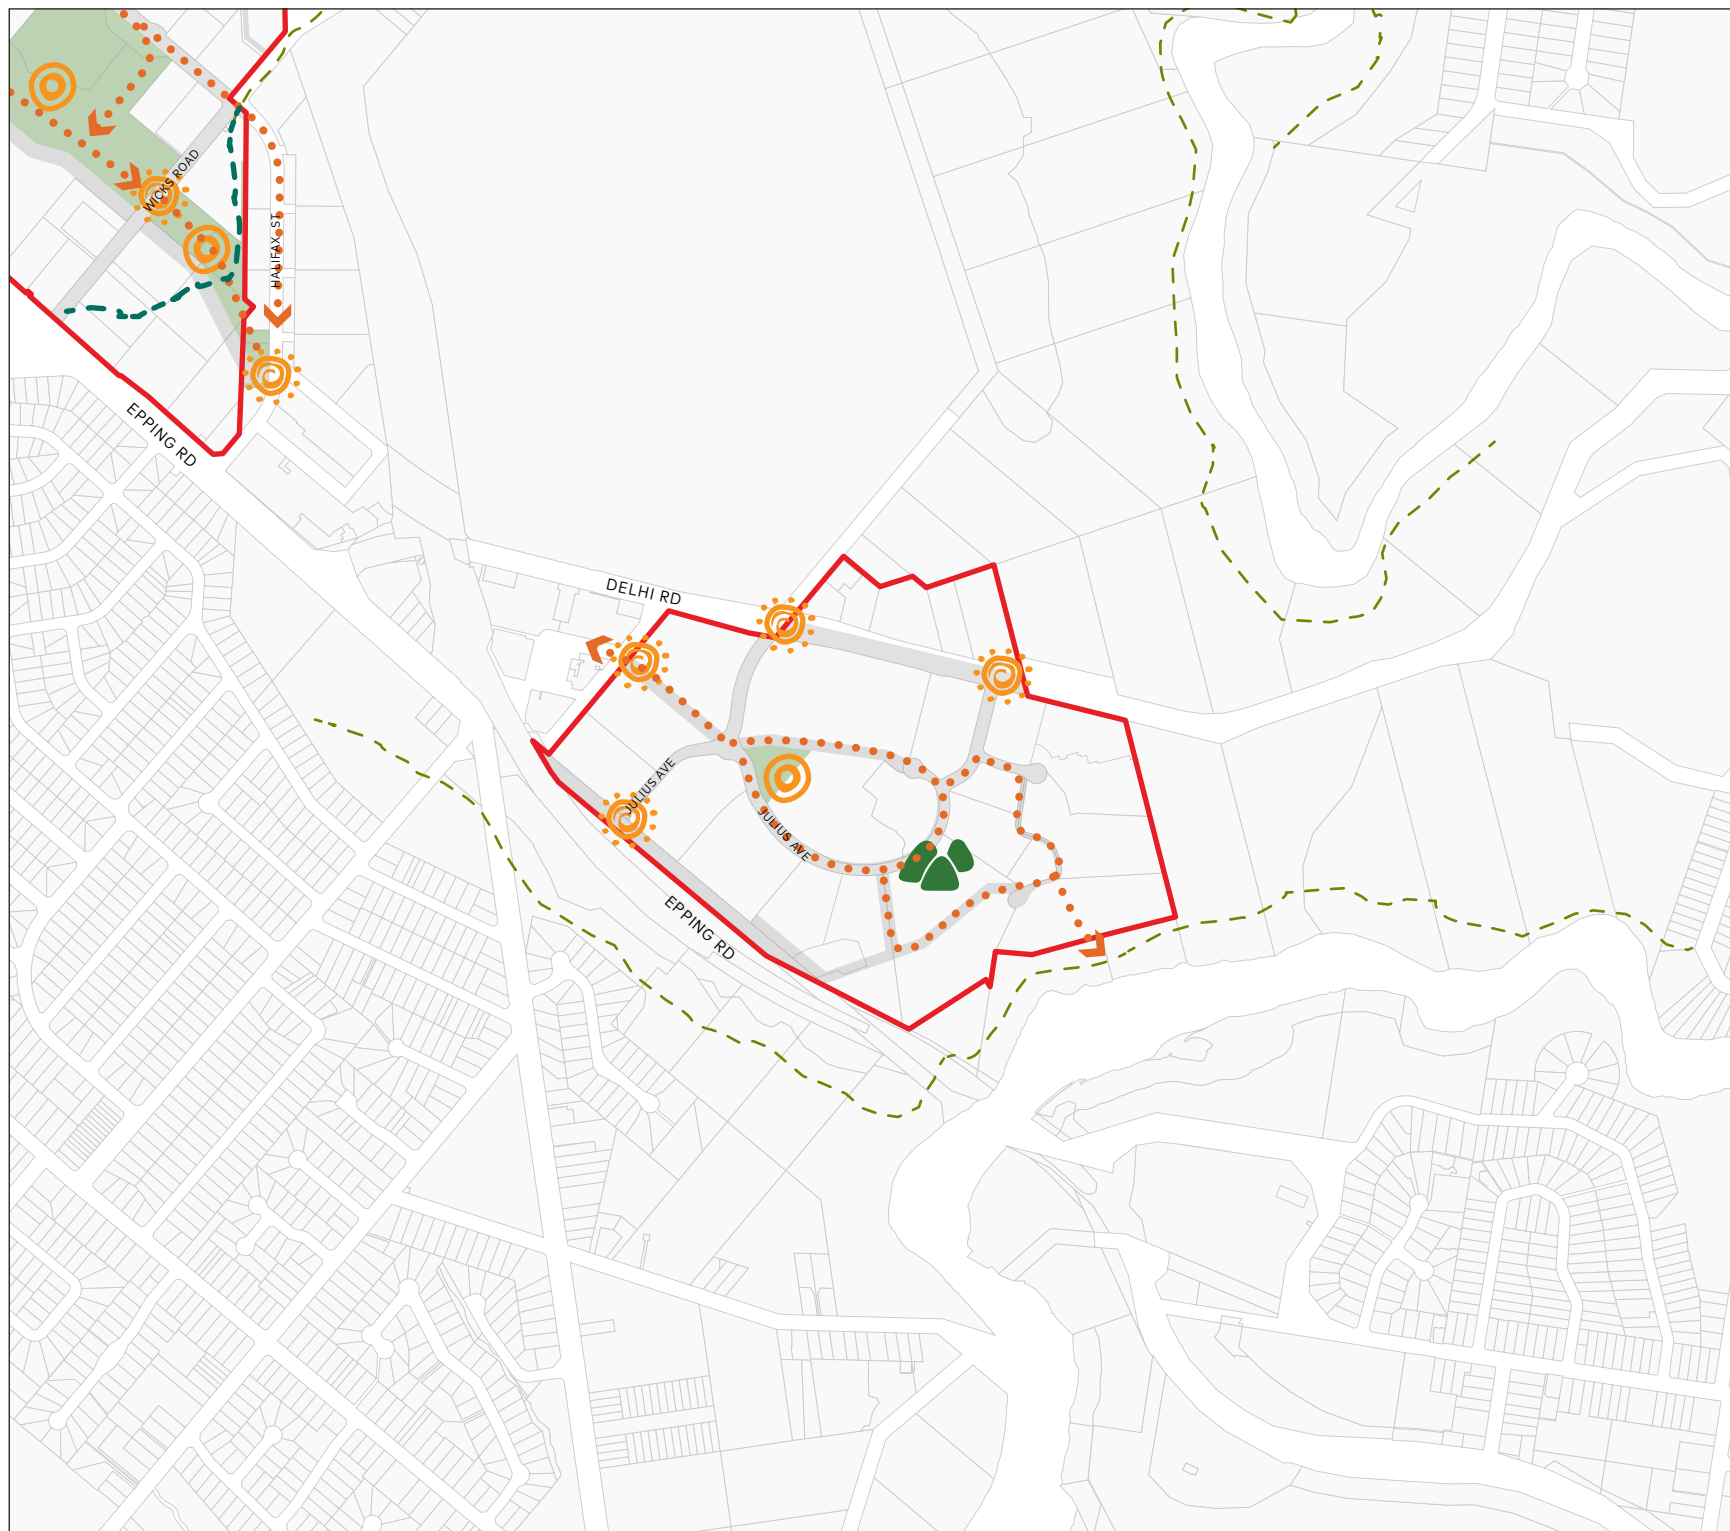 WICKS ROAD
HALIFAX ST
EPPING RD
DELHI RD
JULIUS AVE
JULIUS AVE
EPPING RD